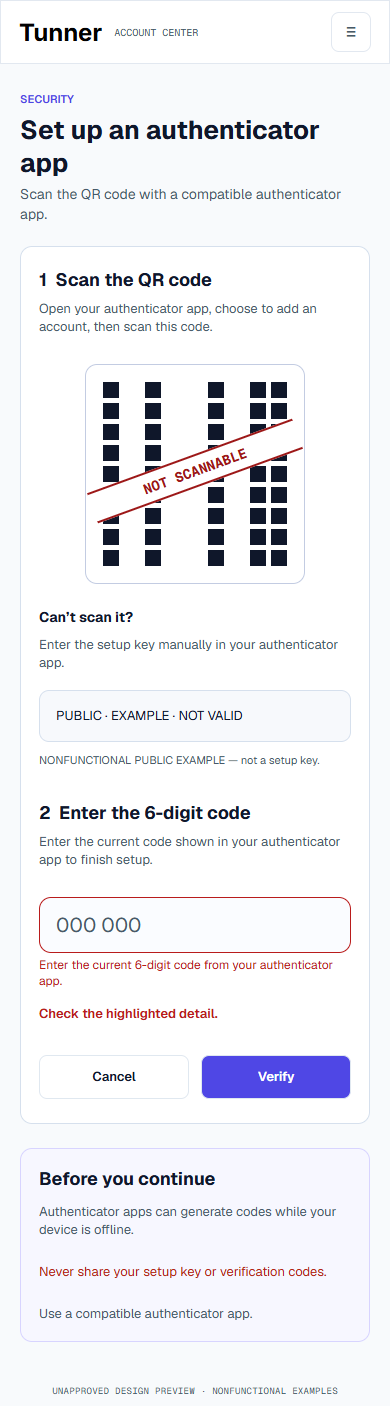 Tunner ACCOUNT CENTER
SECURITY
Set up an authenticator
app
Scan the QR code with a compatible authenticator
app.
1 Scan the QR code
Open your authenticator app, choose to add an
account, then scan this code.
NOT SCANNABLE
Can't scan it?
Enter the setup key manually in your authenticator
app.
PUBLIC · EXAMPLE · NOT VALID
NONFUNCTIONAL PUBLIC EXAMPLE — not a setup key.
2 Enter the 6-digit code
Enter the current code shown in your authenticator
app to finish setup.
000 000
Enter the current 6-digit code from your authenticator
app.
Check the highlighted detail.
Cancel Verify
Before you continue
Authenticator apps can generate codes while your
device is offline.
Never share your setup key or verification codes.
Use a compatible authenticator app.
UNAPPROVED DESIGN PREVIEW · NONFUNCTIONAL EXAMPLES